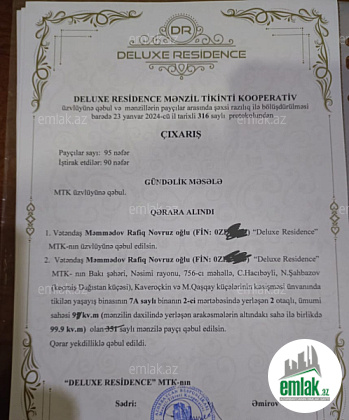 DR
DELUXE RESIDENCE
DELUXE RESIDENCE MƏNZİL TİKİNTİ KOOPERATİV
üzvlüyünə qəbul və mənzillərin payçılar arasında şəxsi razılıq ilə bölüşdürülməsi
barədə 23 yanvar 2024-cü il tarixli 316 saylı protokolundan
ÇIXARIŞ
Payçılar sayı: 95 nəfər
İştirak etdilər: 90 nəfər
GÜNDƏLİK MƏSƏLƏ
MTK üzvlüyünə qəbul.
QƏRARA ALINDI
1. Vətəndaş Məmmədov Rafiq Novruz oğlu (FİN: "Deluxe Residence"
MTK-nın üzvlüyünə qəbul edilsin.
2. Vətəndaş Məmmədov Rafiq Novruz oğlu (FİN: "Deluxe Residence"
MTK- nın Bakı şəhəri, Nəsimi rayonu, 756-cı məhəllə, C.Hacıbəyli, N.Şahbazov
(keçmiş Dağıstan küçəsi), Kaveroçkin və M.Qaşqay küçələrinin kəsişməsi ünvanında
tikilən yaşayış binasının 7A saylı binanın 2-ci mərtəbəsində yerləşən 2 otaqlı, ümumi
sahəsi kv.m (mənzilin daxilində yerləşən arakəsmələrin altındakı sahə ilə birlikdə
99.9 kv.m) olan saylı mənzilə payçı qəbul edilsin.
Qərar yekdilliklə qəbul edildi.
"DELUXE RESIDENCE" MTK-nın
Sədri: Əmirov
emlak.az
emlak.az